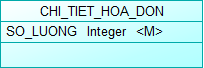 CHI_TIET_HOA_DON
SO_LUONG Integer <M>